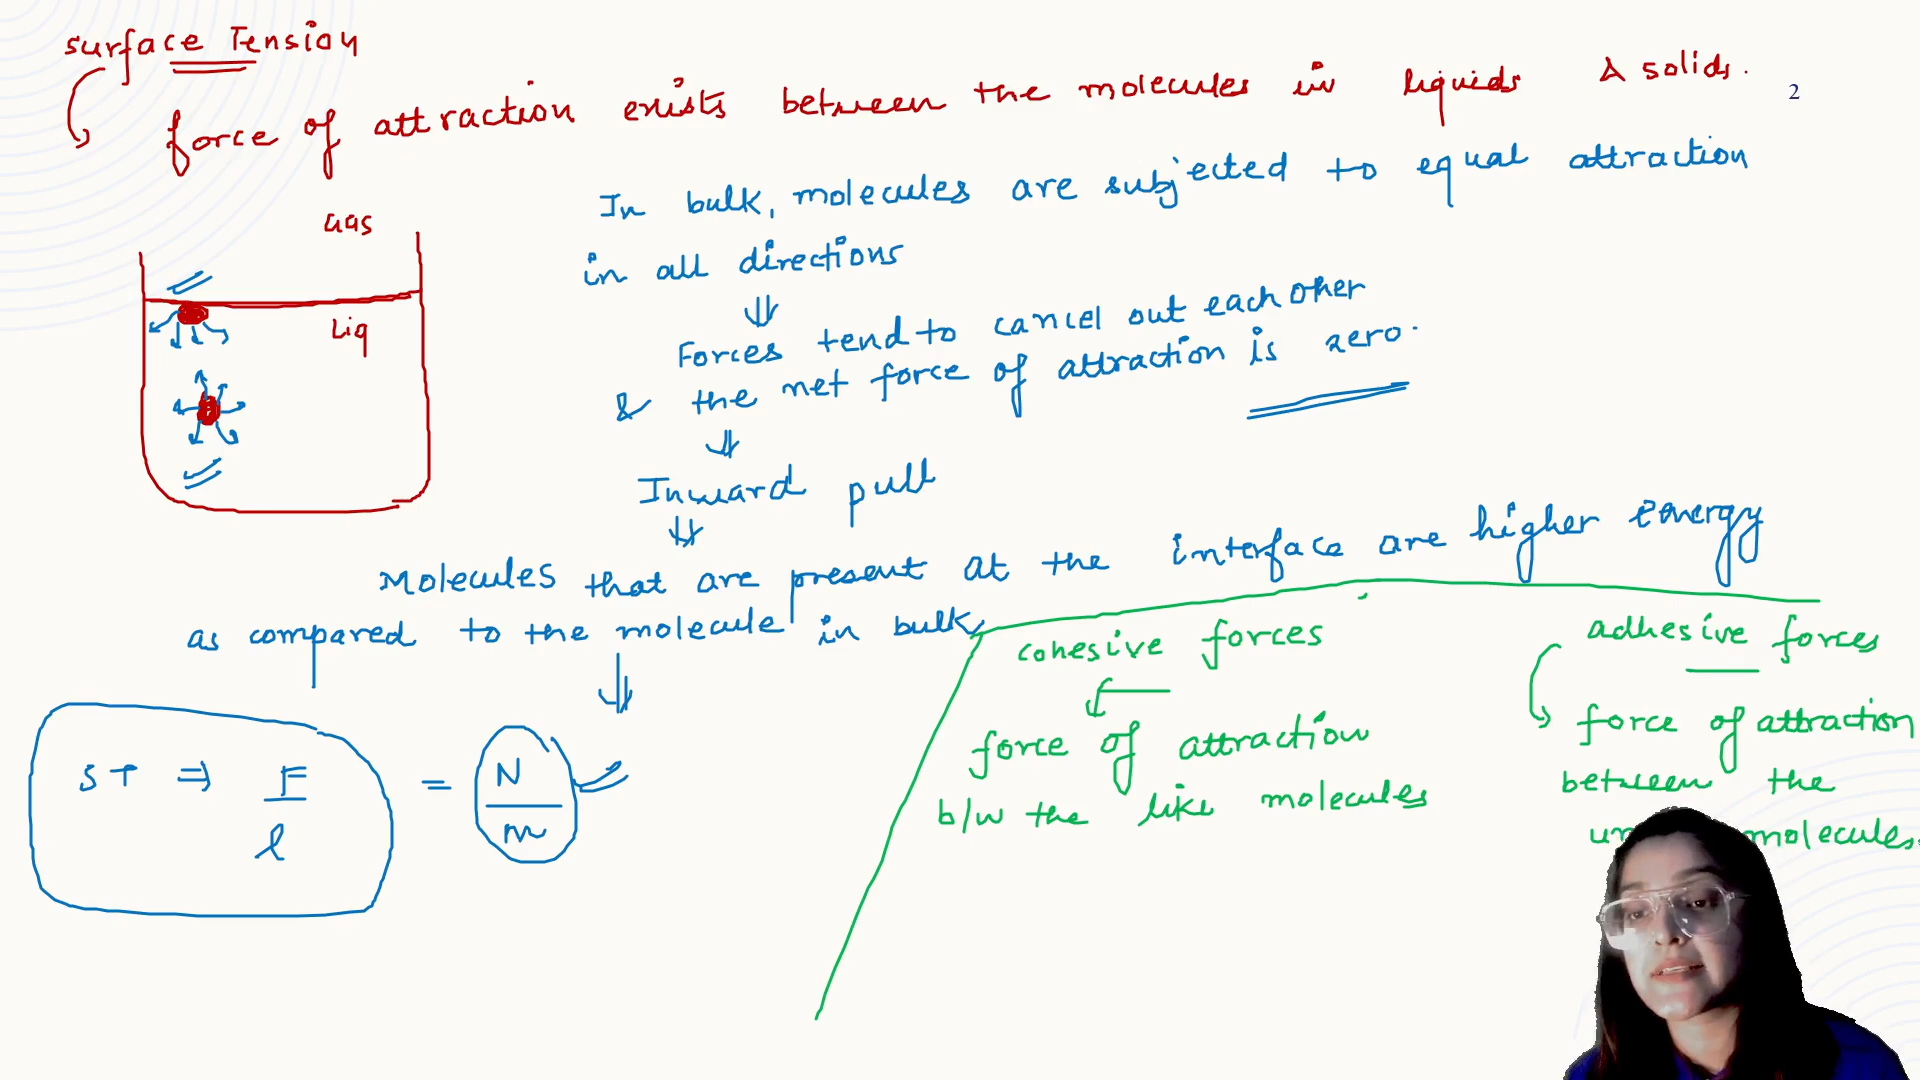 surface Tension
force of attraction exists between the molecules in liquids & solids.
2
In bulk, molecules are subjected to equal attraction
in all directions
Gas
Liq
⇓
Forces tend to cancel out each other
& the net force of attraction is zero.
⇓
Inward pull
⇓
Molecules that are present at the interface are higher energy
as compared to the molecule in bulk
⇓
ST ⇒ F/l = N/m
cohesive forces
force of attraction
b/w the like molecules
adhesive forces
force of attraction
between the
molecules.